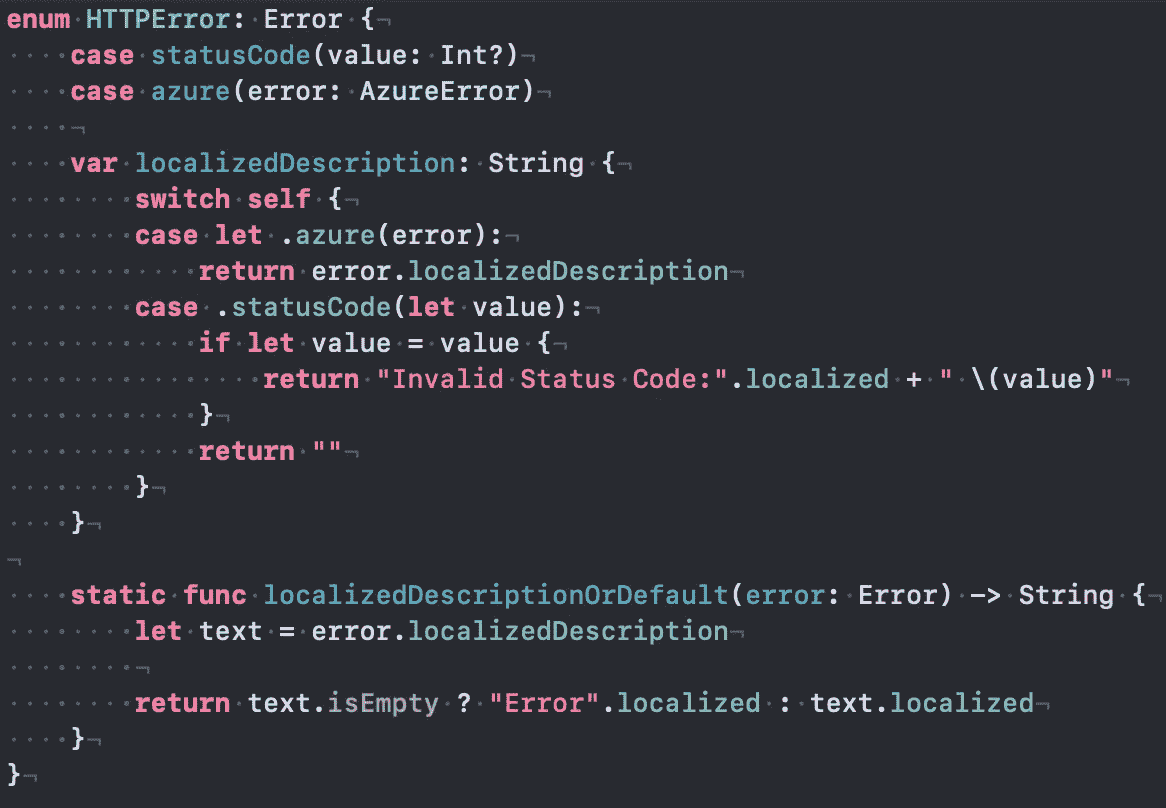 enum HTTPError: Error {
    case statusCode(value: Int?)
    case azure(error: AzureError)
    
    var localizedDescription: String {
        switch self {
        case let .azure(error):
            return error.localizedDescription
        case .statusCode(let value):
            if let value = value {
                return "Invalid Status Code:".localized + " \(value)"
            }
            return ""
        }
    }

    static func localizedDescriptionOrDefault(error: Error) -> String {
        let text = error.localizedDescription
        
        return text.isEmpty ? "Error".localized : text.localized
    }
}